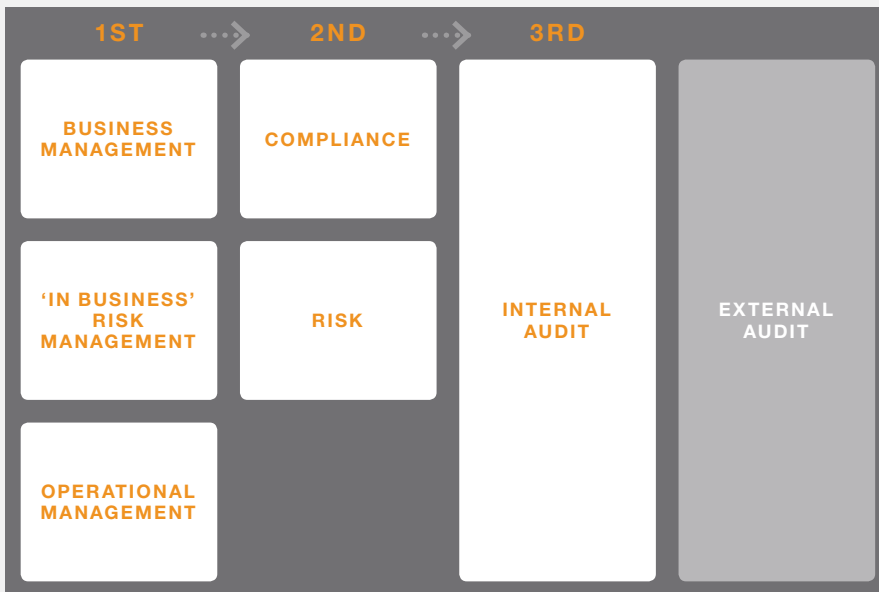 1ST
2ND
3RD
BUSINESS
MANAGEMENT
COMPLIANCE
‘IN BUSINESS’
RISK
MANAGEMENT
RISK
INTERNAL
AUDIT
EXTERNAL
AUDIT
OPERATIONAL
MANAGEMENT